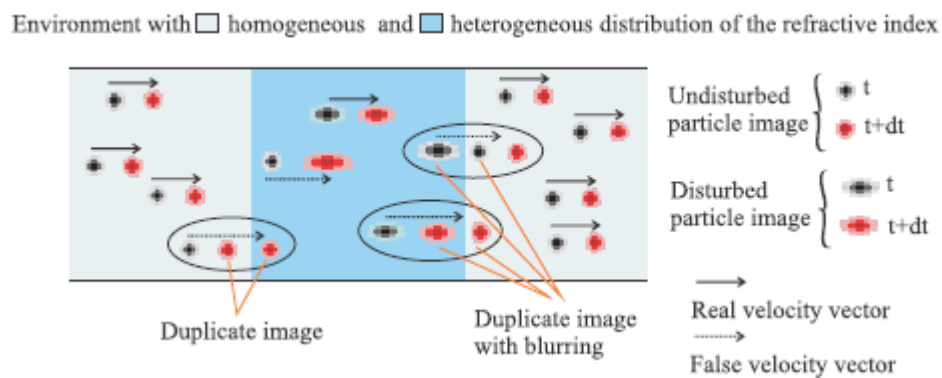 Environment with homogeneous and heterogeneous distribution of the refractive index
Undisturbed
particle image
t
t+dt
Disturbed
particle image
t
t+dt
Real velocity vector
False velocity vector
Duplicate image
Duplicate image
with blurring